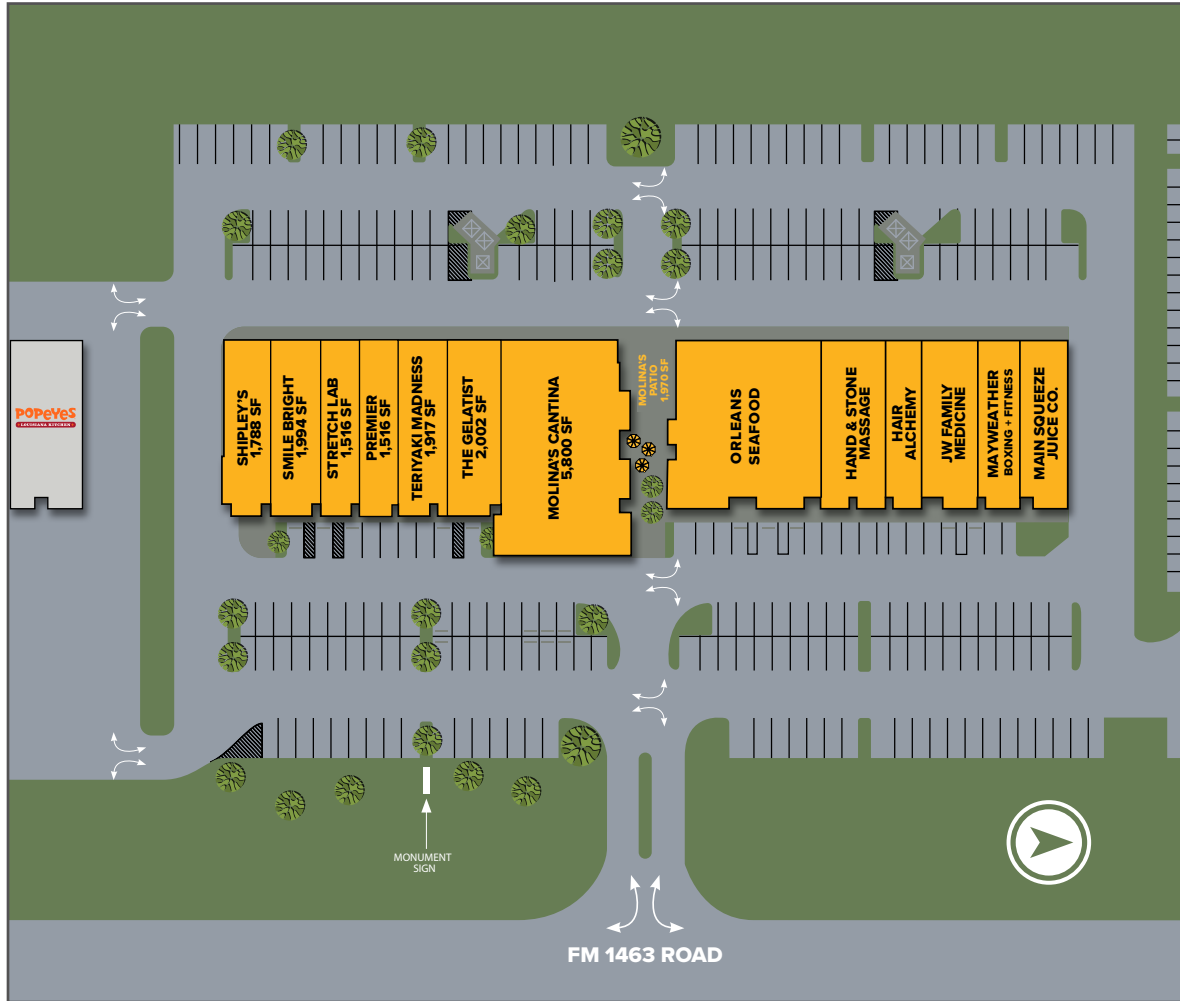 POPEYES
LOUISIANA KITCHEN
SHIPLEY'S
1,788 SF
SMILE BRIGHT
1,994 SF
STRETCH LAB
1,516 SF
PREMIER
1,516 SF
TERIYAKI MADNESS
1,917 SF
THE GELATIST
2,002 SF
MOLINA'S CANTINA
5,800 SF
MOLINA'S
PATIO
1,970 SF
ORLEANS
SEAFOOD
HAND & STONE
MASSAGE
HAIR
ALCHEMY
JW FAMILY
MEDICINE
MAYWEATHER
BOXING + FITNESS
MAIN SQUEEZE
JUICE CO.
MONUMENT
SIGN
FM 1463 ROAD